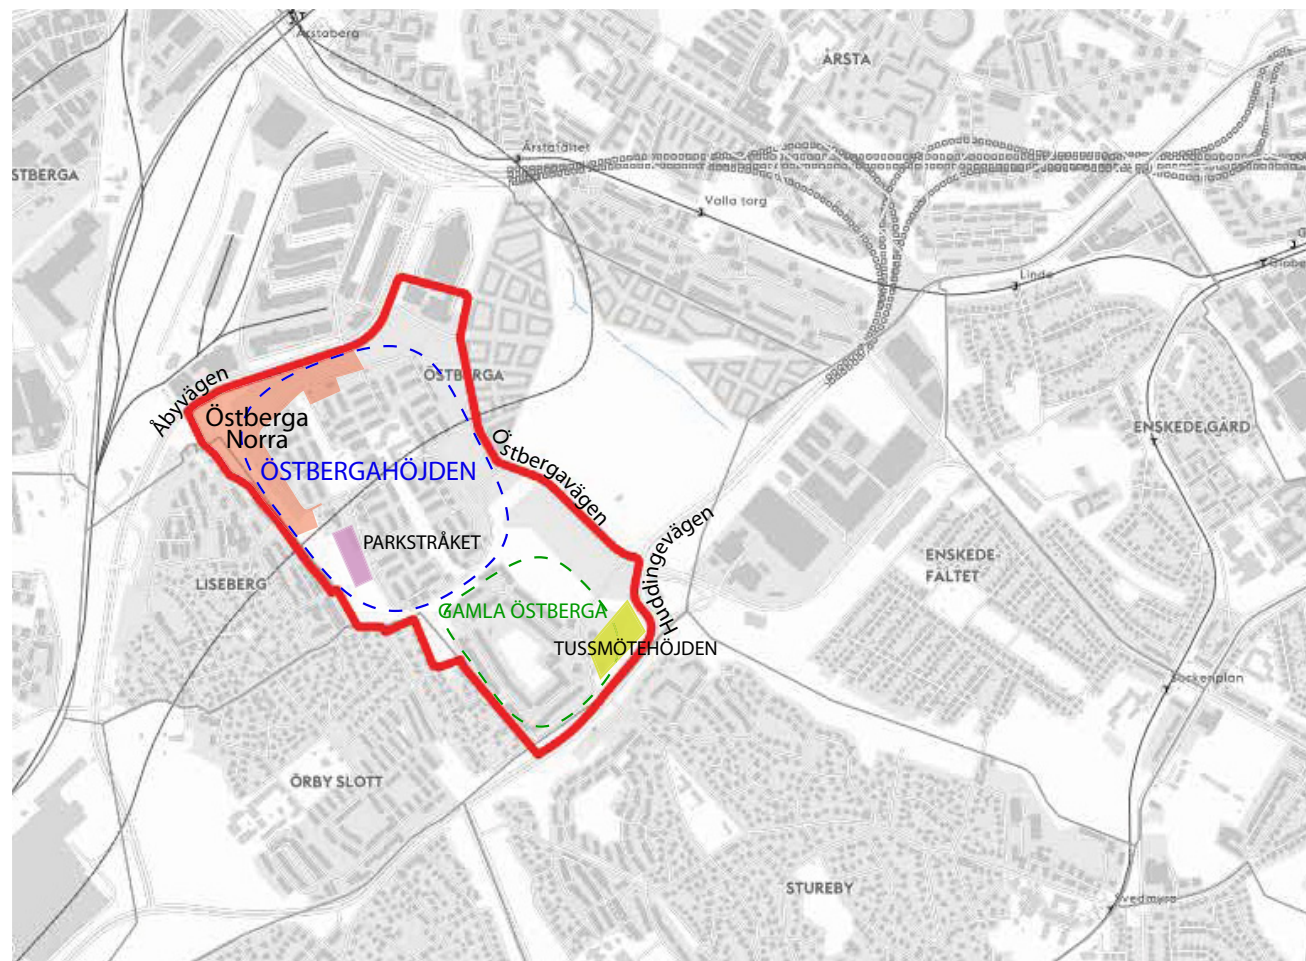 Årstaberg
ÅRSTA
Årstafältet
STBERGA
Valla torg
Linde
Globe
ÖSTBERGA
Åbyvägen
Östberga
Norra
ENSKEDE GÅRD
Östbergavägen
ÖSTBERGAHÖJDEN
PARKSTRÅKET
Huddingevägen
ENSKEDE-
FÄLTET
LISEBERG
GAMLA ÖSTBERGA
TUSSMÖTEHÖJDEN
Sockenplan
ÖRBY SLOTT
STUREBY
Svedmyra